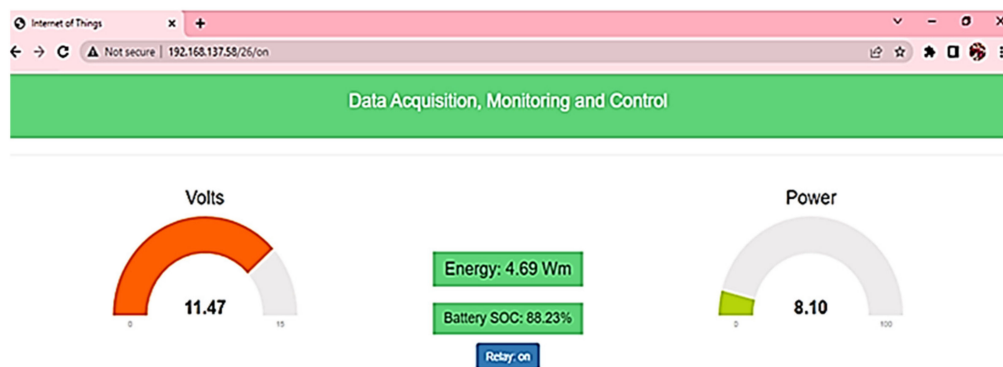 Internet of Things
Not secure | 192.168.137.58/26/on
Data Acquisition, Monitoring and Control
Volts
Power
11.47
0
15
Energy: 4.69 Wm
Battery SOC: 88.23%
Relay: on
8.10
0
100